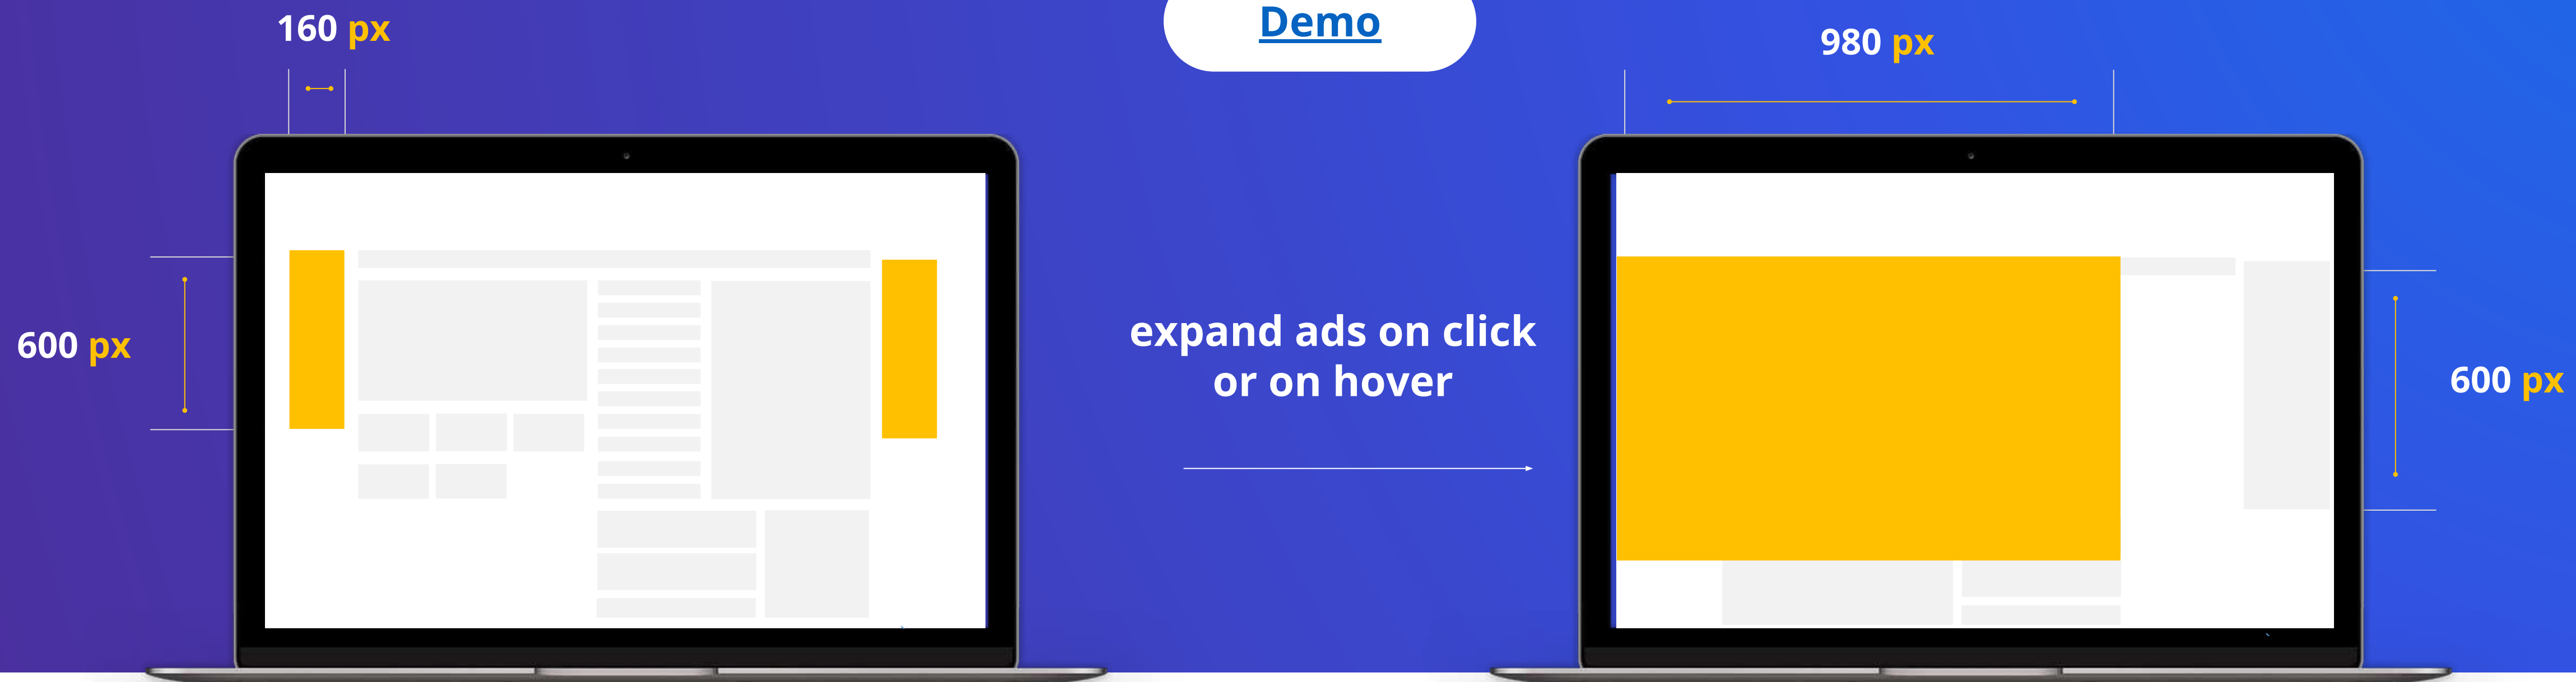 160 px
Demo
980 px
600 px
expand ads on click
or on hover
600 px